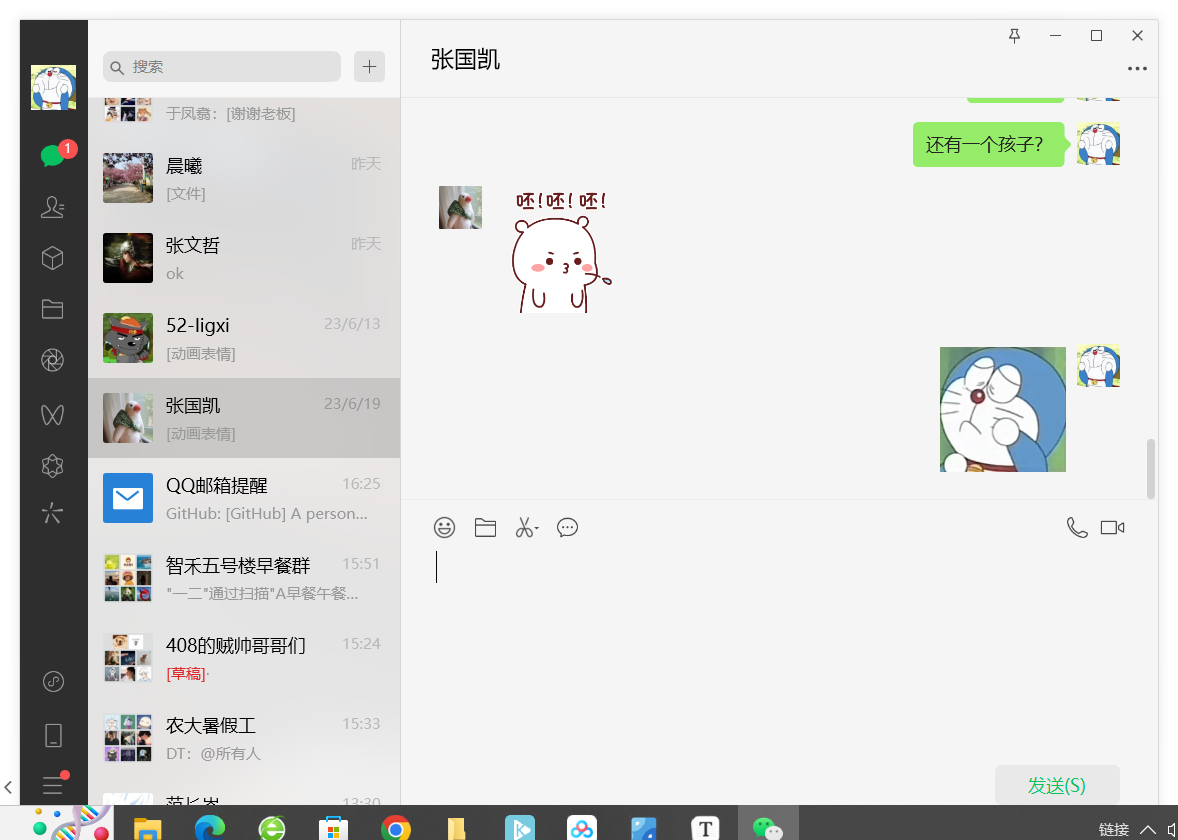 张国凯
搜索
1
于凤翥：[谢谢老板]
晨曦
昨天
[文件]
张文哲
昨天
ok
52-ligxi
23/6/13
[动画表情]
张国凯
23/6/19
[动画表情]
QQ邮箱提醒
16:25
GitHub: [GitHub] A person...
智禾五号楼早餐群
15:51
"一二"通过扫描"A早餐午餐...
408的贼帅哥哥们
15:24
[草稿]·
农大暑假工
15:33
DT：@所有人
13:30
还有一个孩子?
呸!呸!呸!
发送(S)
T
链接